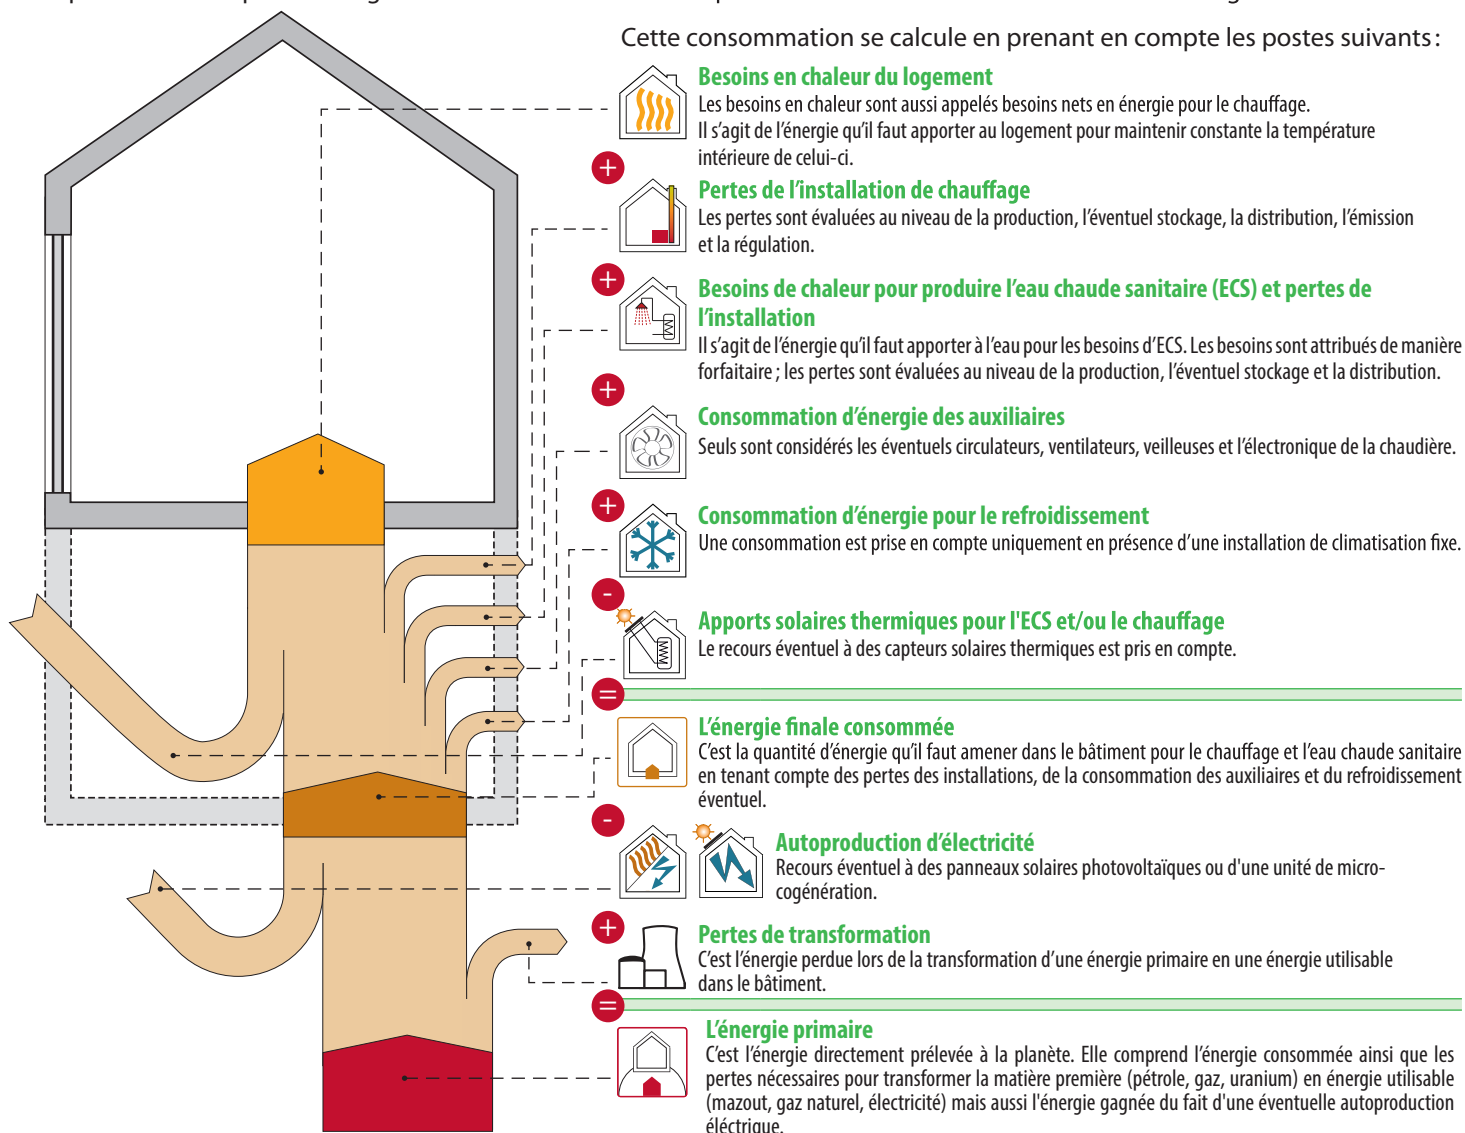 Cette consommation se calcule en prenant en compte les postes suivants :
Besoins en chaleur du logement
Les besoins en chaleur sont aussi appelés besoins nets en énergie pour le chauffage.
Il s'agit de l'énergie qu'il faut apporter au logement pour maintenir constante la température
intérieure de celui-ci.
+
Pertes de l'installation de chauffage
Les pertes sont évaluées au niveau de la production, l'éventuel stockage, la distribution, l'émission
et la régulation.
+
Besoins de chaleur pour produire l'eau chaude sanitaire (ECS) et pertes de
l'installation
Il s'agit de l'énergie qu'il faut apporter à l'eau pour les besoins d'ECS. Les besoins sont attribués de manière
forfaitaire ; les pertes sont évaluées au niveau de la production, l'éventuel stockage et la distribution.
+
Consommation d'énergie des auxiliaires
Seuls sont considérés les éventuels circulateurs, ventilateurs, veilleuses et l'électronique de la chaudière.
+
Consommation d'énergie pour le refroidissement
Une consommation est prise en compte uniquement en présence d'une installation de climatisation fixe.
-
Apports solaires thermiques pour l'ECS et/ou le chauffage
Le recours éventuel à des capteurs solaires thermiques est pris en compte.
=
L'énergie finale consommée
C'est la quantité d'énergie qu'il faut amener dans le bâtiment pour le chauffage et l'eau chaude sanitaire
en tenant compte des pertes des installations, de la consommation des auxiliaires et du refroidissement
éventuel.
-
Autoproduction d'électricité
Recours éventuel à des panneaux solaires photovoltaïques ou d'une unité de micro-
cogénération.
+
Pertes de transformation
C'est l'énergie perdue lors de la transformation d'une énergie primaire en une énergie utilisable
dans le bâtiment.
=
L'énergie primaire
C'est l'énergie directement prélevée à la planète. Elle comprend l'énergie consommée ainsi que les
pertes nécessaires pour transformer la matière première (pétrole, gaz, uranium) en énergie utilisable
(mazout, gaz naturel, électricité) mais aussi l'énergie gagnée du fait d'une éventuelle autoproduction
éléctrique.